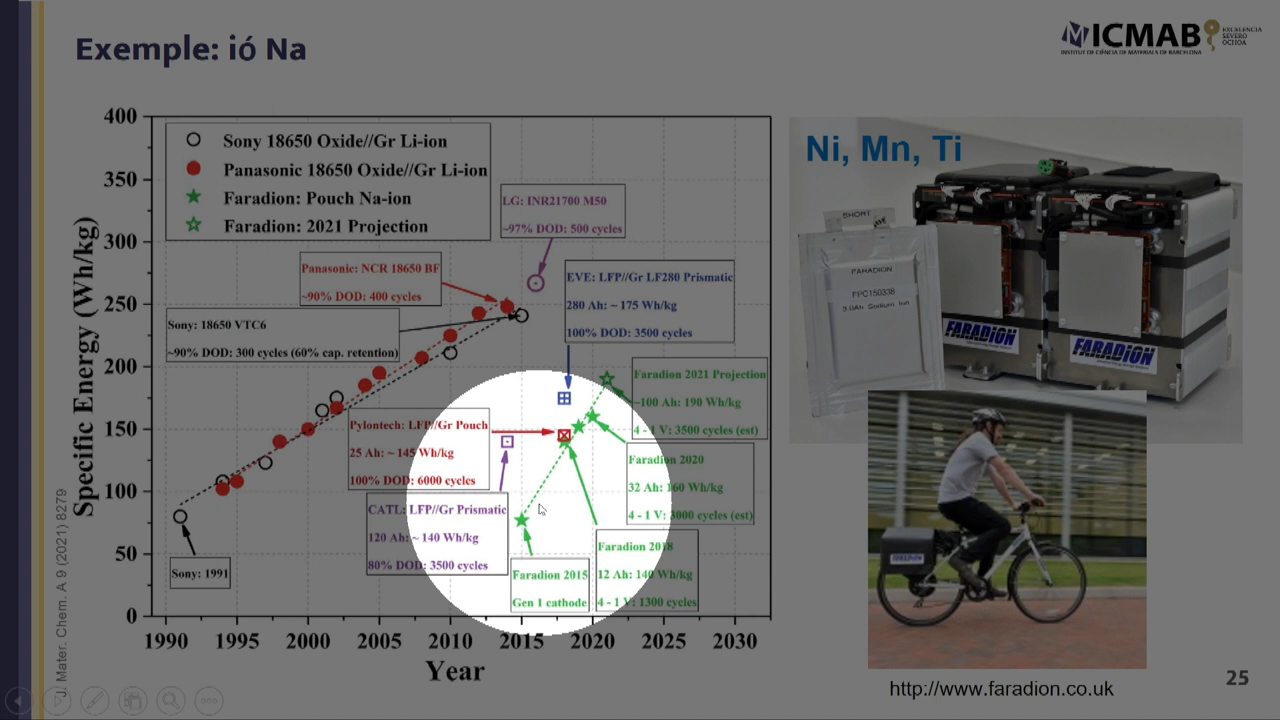 Exemple: ió Na
ICMAB
EXCELENCIA
SEVERO
OCHOA
INSTITUT DE CIÈNCIA DE MATERIALS DE BARCELONA
400
350
300
250
200
150
100
50
0
Specific Energy (Wh/kg)
1990 1995 2000 2005 2010 2015 2020 2025 2030
Year
Sony 18650 Oxide//Gr Li-ion
Panasonic 18650 Oxide//Gr Li-ion
Faradion: Pouch Na-ion
Faradion: 2021 Projection
LG: INR21700 M50
~97% DOD: 500 cycles
Panasonic: NCR 18650 BF
~90% DOD: 400 cycles
EVE: LFP//Gr LF280 Prismatic
280 Ah: ~ 175 Wh/kg
100% DOD: 3500 cycles
Sony: 18650 VTC6
~90% DOD: 300 cycles (60% cap. retention)
Faradion 2021 Projection
~100 Ah: 190 Wh/kg
4 - 1 V: 3500 cycles (est)
Pylontech: LFP//Gr Pouch
25 Ah: ~ 145 Wh/kg
100% DOD: 6000 cycles
Faradion 2020
32 Ah: 160 Wh/kg
4 - 1 V: 3000 cycles (est)
CATL: LFP//Gr Prismatic
120 Ah: ~ 140 Wh/kg
80% DOD: 3500 cycles
Faradion 2018
12 Ah: 140 Wh/kg
4 - 1 V: 1300 cycles
Faradion 2015
Gen 1 cathode
Sony: 1991
J. Mater. Chem. A 9 (2021) 8279
Ni, Mn, Ti
SHORT
FARADION
FPC150338
3.0Ah Sodium Ion
FARADION
FARADION
FARADION
http://www.faradion.co.uk
25